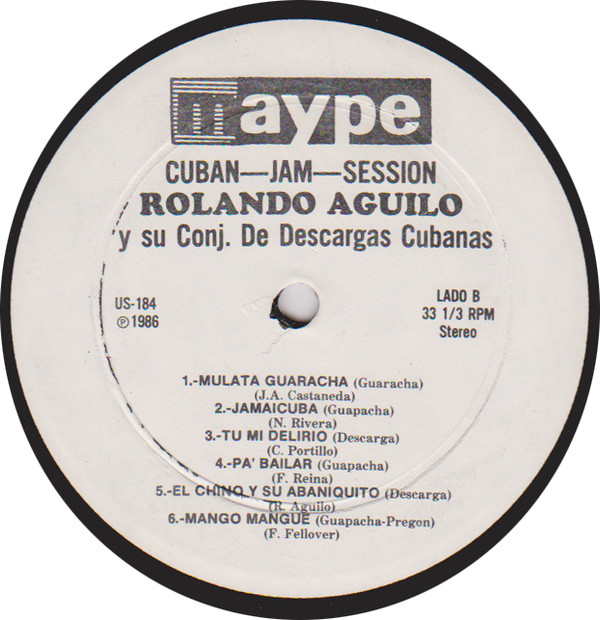 maype
CUBAN—JAM—SESSION
ROLANDO AGUILO
y su Conj. De Descargas Cubanas
US-184
℗ 1986
LADO B
33 1/3 RPM
Stereo
1.-MULATA GUARACHA (Guaracha)
(J.A. Castaneda)
2.-JAMAICUBA (Guapacha)
(N. Rivera)
3.-TU MI DELIRIO (Descarga)
(C. Portillo)
4.-PA' BAILAR (Guapacha)
(F. Reina)
5.-EL CHINO Y SU ABANIQUITO (Descarga)
(R. Aguilo)
6.-MANGO MANGUE (Guapacha-Pregon)
(F. Fellover)